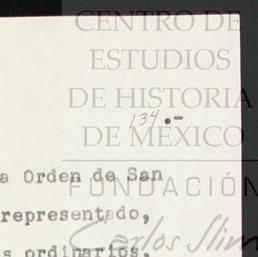 CENTRO DE
ESTUDIOS
DE HISTORIA
134.-
DE MÉXICO
a Orden de San
FUNDACIÓN
representado,
Carlos Slim
s ordinarios,